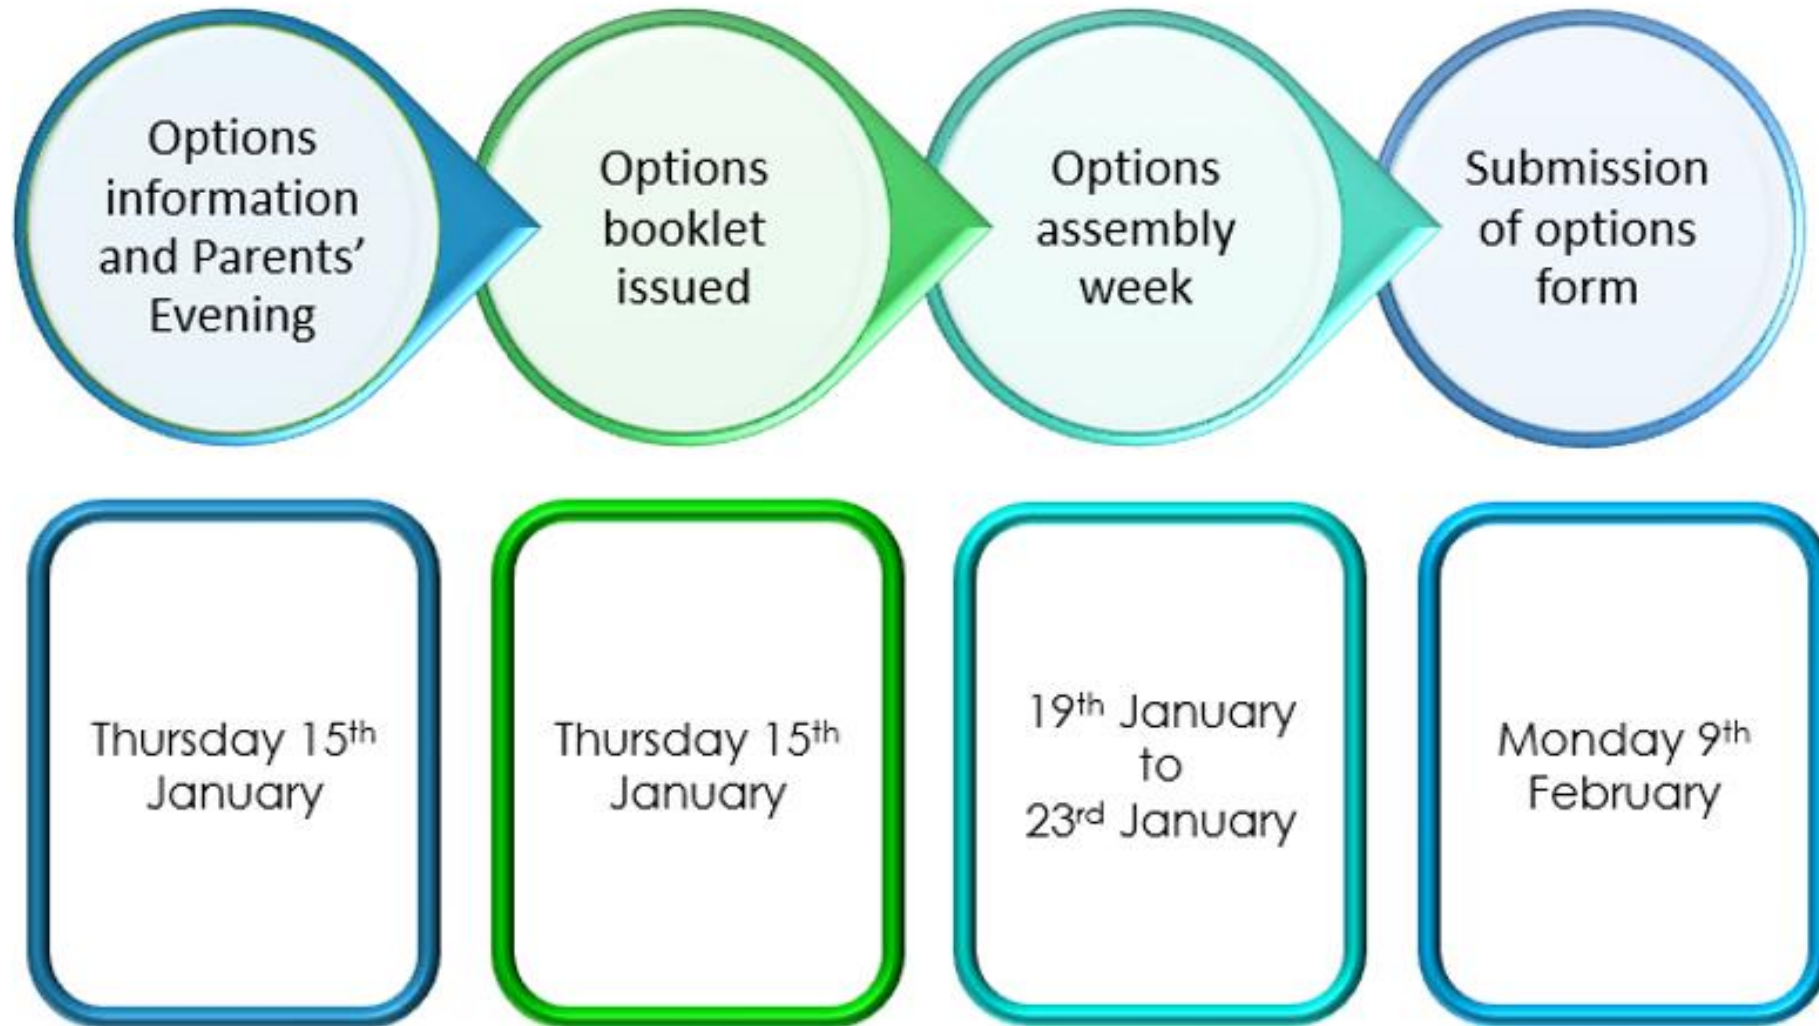 Options
information
and Parents’
Evening
Options
booklet
issued
Options
assembly
week
Submission
of options
form
Thursday 15th
January
Thursday 15th
January
19th January
to
23rd January
Monday 9th
February